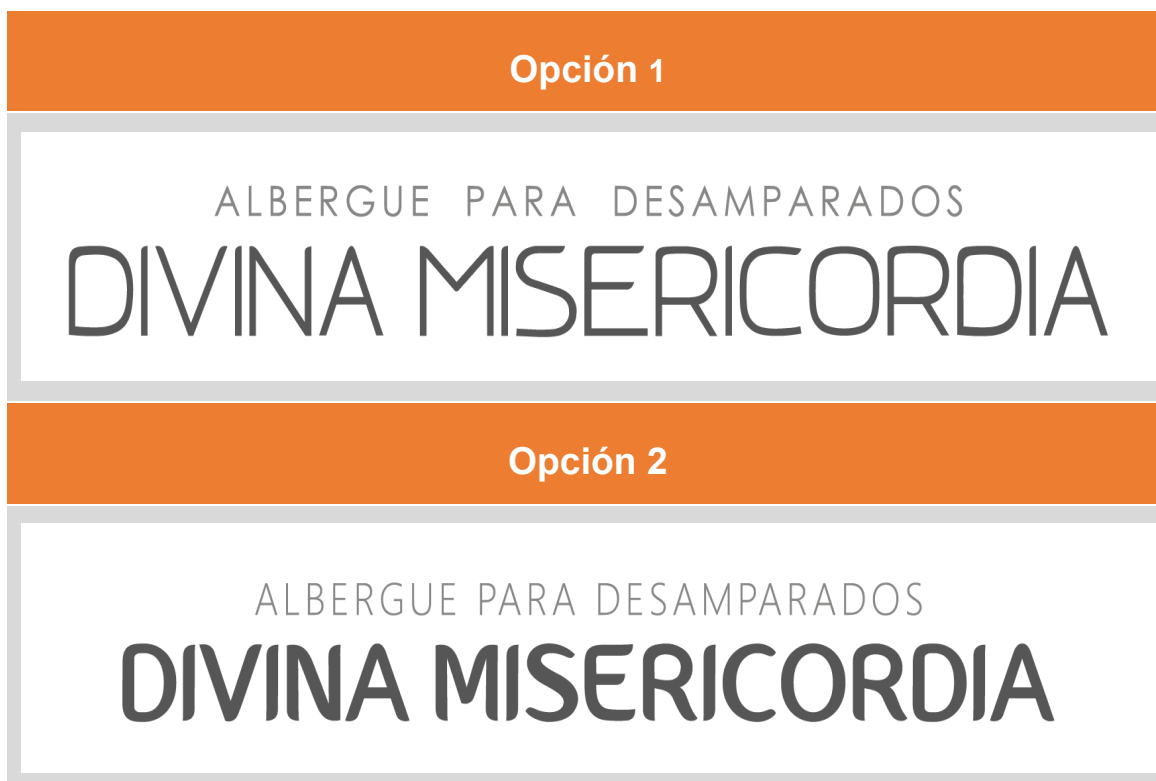 Opción 1
ALBERGUE PARA DESAMPARADOS
DIVINA MISERICORDIA
Opción 2
ALBERGUE PARA DESAMPARADOS
DIVINA MISERICORDIA